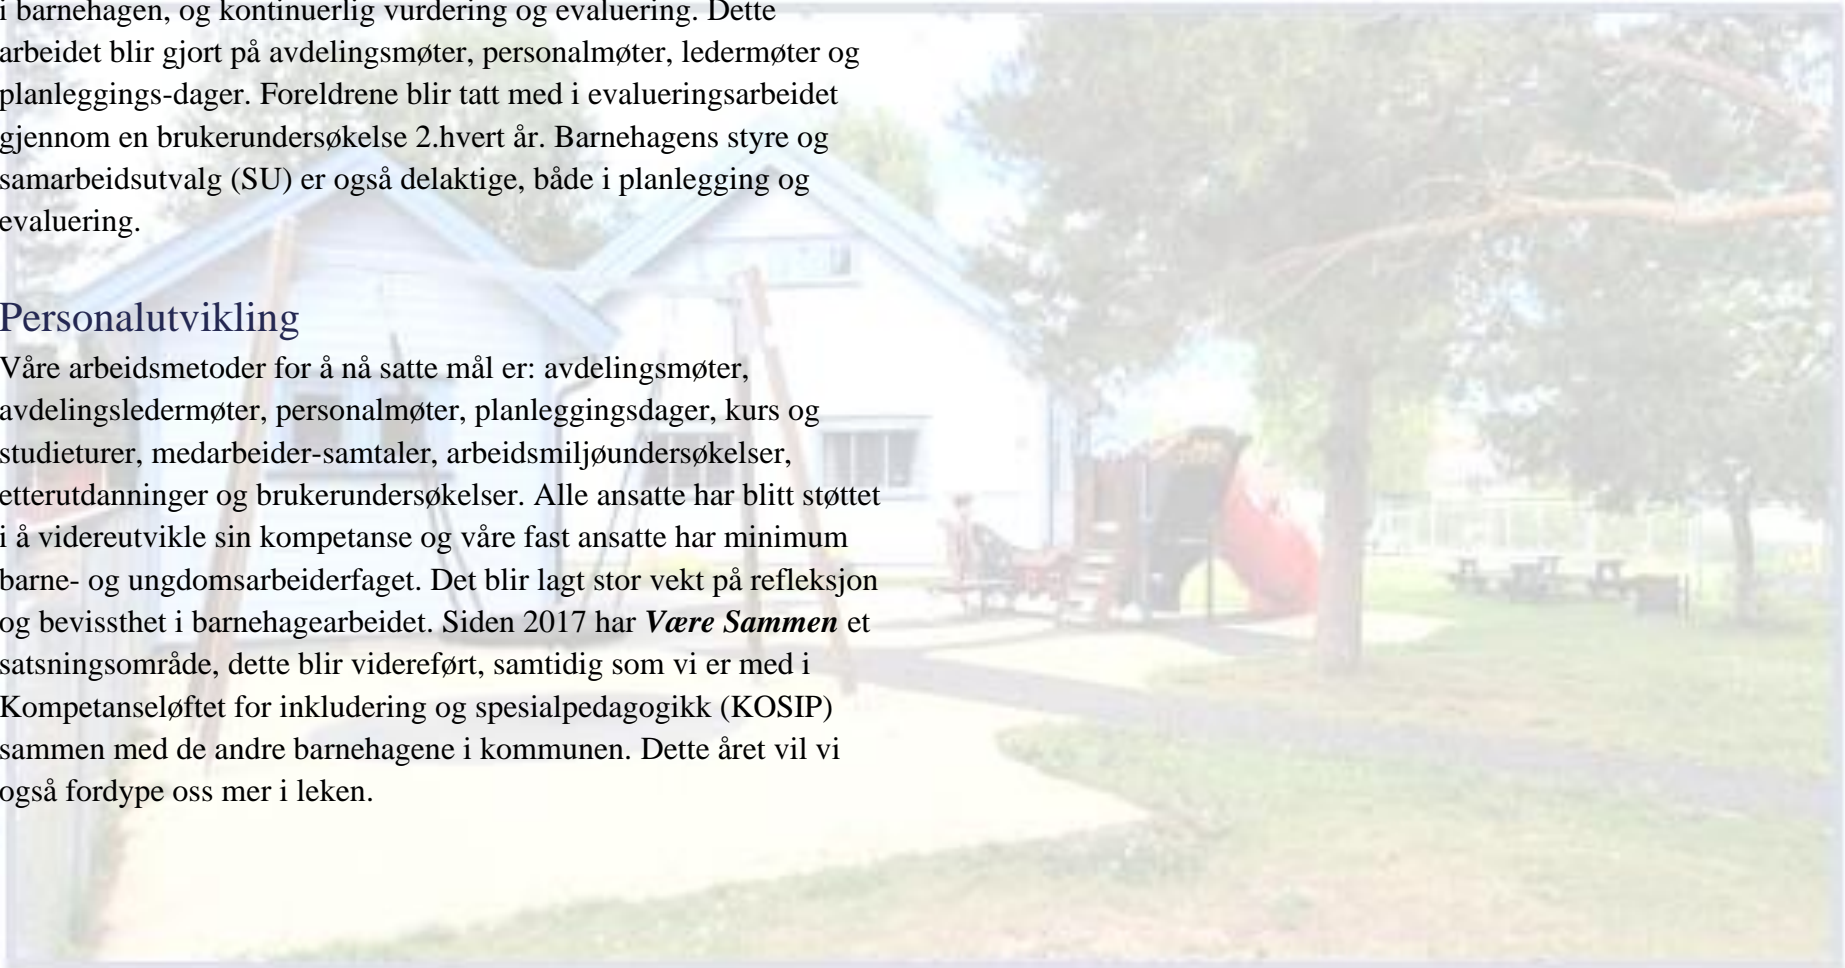 i barnehagen, og kontinuerlig vurdering og evaluering. Dette
arbeidet blir gjort på avdelingsmøter, personalmøter, ledermøter og
planleggings-dager. Foreldrene blir tatt med i evalueringsarbeidet
gjennom en brukerundersøkelse 2.hvert år. Barnehagens styre og
samarbeidsutvalg (SU) er også delaktige, både i planlegging og
evaluering.
Personalutvikling
Våre arbeidsmetoder for å nå satte mål er: avdelingsmøter,
avdelingsledermøter, personalmøter, planleggingsdager, kurs og
studieturer, medarbeider-samtaler, arbeidsmiljøundersøkelser,
etterutdanninger og brukerundersøkelser. Alle ansatte har blitt støttet
i å videreutvikle sin kompetanse og våre fast ansatte har minimum
barne- og ungdomsarbeiderfaget. Det blir lagt stor vekt på refleksjon
og bevissthet i barnehagearbeidet. Siden 2017 har Være Sammen et
satsningsområde, dette blir videreført, samtidig som vi er med i
Kompetanseløftet for inkludering og spesialpedagogikk (KOSIP)
sammen med de andre barnehagene i kommunen. Dette året vil vi
også fordype oss mer i leken.